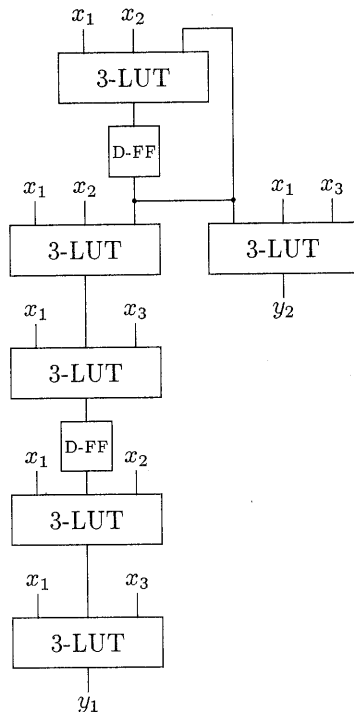 x₁ x₂
3-LUT
D-FF
x₁ x₂ x₁ x₃
3-LUT 3-LUT
x₁ x₃ y₂
3-LUT
D-FF
x₁ x₂
3-LUT
x₁ x₃
3-LUT
y₁